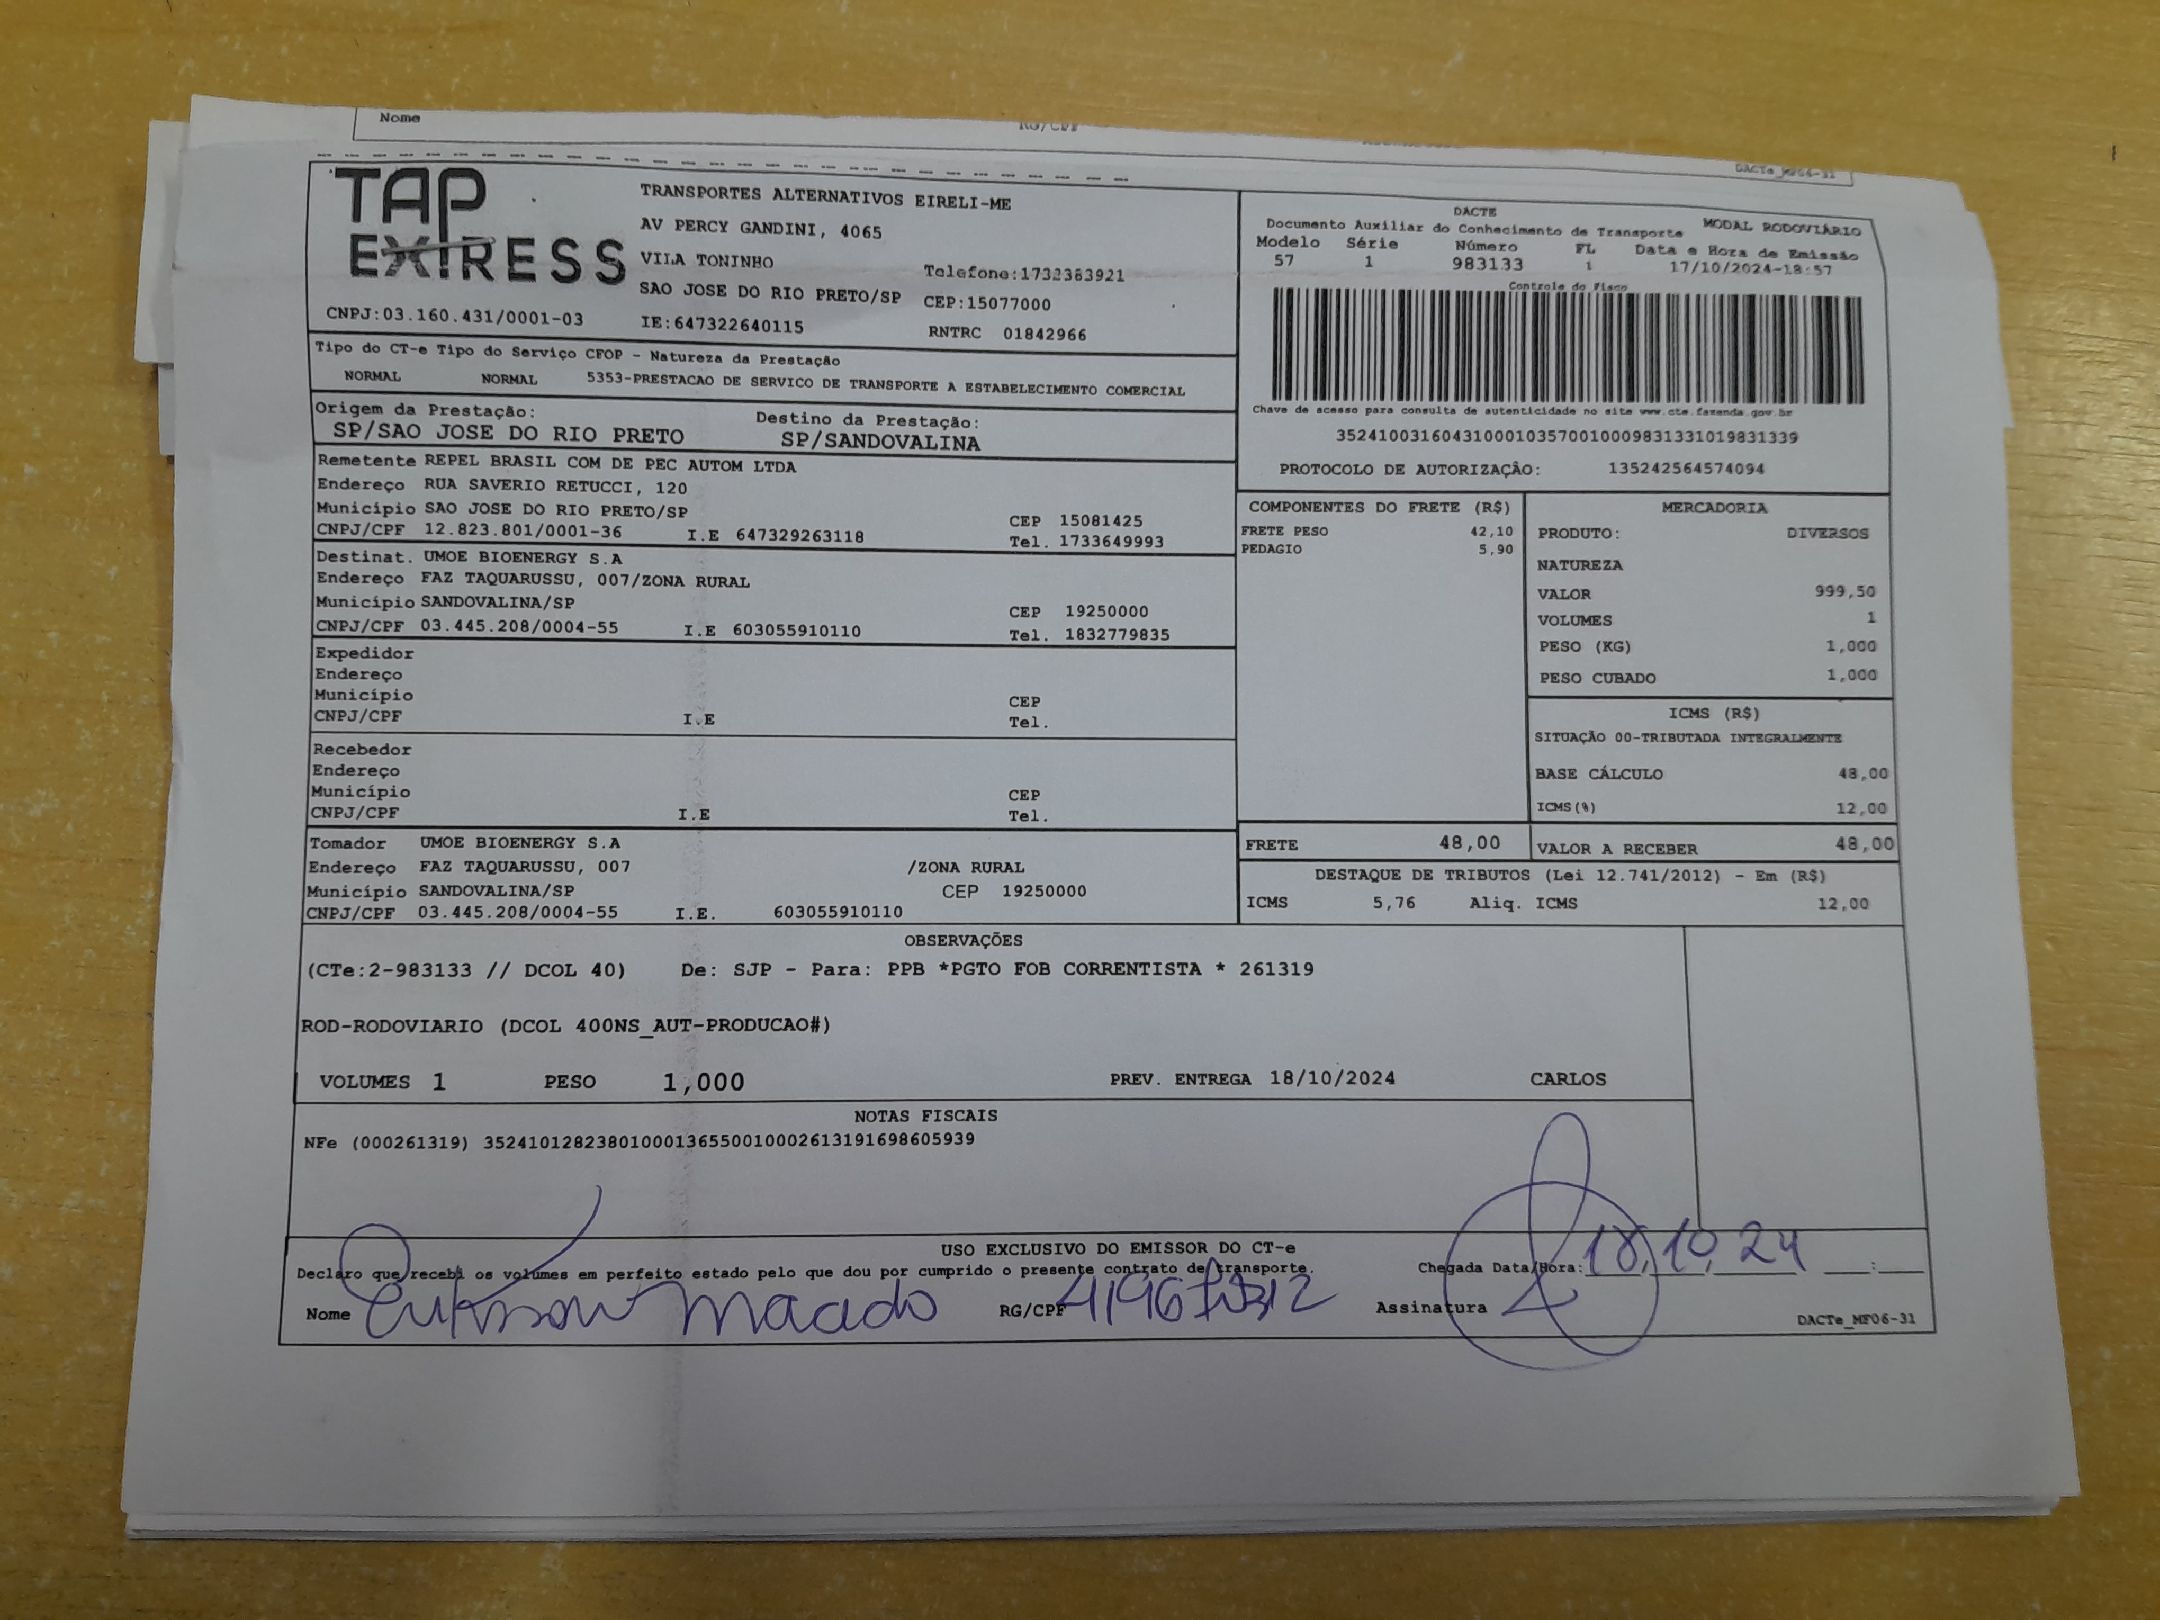 Nome
RG/CPF
DACTe_MF06-31
TAP
EXPRESS
TRANSPORTES ALTERNATIVOS EIRELI-ME
AV PERCY GANDINI, 4065
VILA TONINHO
Telefone:1732383921
SAO JOSE DO RIO PRETO/SP CEP:15077000
CNPJ:03.160.431/0001-03
IE:647322640115
RNTRC 01842966
DACTE
Documento Auxiliar do Conhecimento de Transporte MODAL RODOVIÁRIO
Modelo Série Número FL Data e Hora de Emissão
57 1 983133 1 17/10/2024-18:57
Controle do Fisco
Chave de acesso para consulta de autenticidade no site www.cte.fazenda.gov.br
35241003160431000103570010009831331019831339
PROTOCOLO DE AUTORIZAÇÂO: 135242564574094
Tipo do CT-e Tipo do Serviço CFOP - Natureza da Prestação
NORMAL NORMAL 5353-PRESTACAO DE SERVICO DE TRANSPORTE A ESTABELECIMENTO COMERCIAL
Origem da Prestação: Destino da Prestação:
SP/SAO JOSE DO RIO PRETO SP/SANDOVALINA
Remetente REPEL BRASIL COM DE PEC AUTOM LTDA
Endereço RUA SAVERIO RETUCCI, 120
Município SAO JOSE DO RIO PRETO/SP CEP 15081425
CNPJ/CPF 12.823.801/0001-36 I.E 647329263118 Tel. 1733649993
Destinat. UMOE BIOENERGY S.A
Endereço FAZ TAQUARUSSU, 007/ZONA RURAL
Município SANDOVALINA/SP CEP 19250000
CNPJ/CPF 03.445.208/0004-55 I.E 603055910110 Tel. 1832779835
Expedidor
Endereço
Município CEP
CNPJ/CPF I.E Tel.
Recebedor
Endereço
Município CEP
CNPJ/CPF I.E Tel.
Tomador UMOE BIOENERGY S.A
Endereço FAZ TAQUARUSSU, 007 /ZONA RURAL
Município SANDOVALINA/SP CEP 19250000
CNPJ/CPF 03.445.208/0004-55 I.E. 603055910110
COMPONENTES DO FRETE (R$)
FRETE PESO 42,10
PEDAGIO 5,90
MERCADORIA
PRODUTO: DIVERSOS
NATUREZA
VALOR 999,50
VOLUMES 1
PESO (KG) 1,000
PESO CUBADO 1,000
ICMS (R$)
SITUAÇÃO 00-TRIBUTADA INTEGRALMENTE
BASE CÁLCULO 48,00
ICMS(%) 12,00
FRETE 48,00 VALOR A RECEBER 48,00
DESTAQUE DE TRIBUTOS (Lei 12.741/2012) - Em (R$)
ICMS 5,76 Aliq. ICMS 12,00
OBSERVAÇÕES
(CTe:2-983133 // DCOL 40) De: SJP - Para: PPB *PGTO FOB CORRENTISTA * 261319
ROD-RODOVIARIO (DCOL 400NS_AUT-PRODUCAO#)
VOLUMES 1 PESO 1,000 PREV. ENTREGA 18/10/2024 CARLOS
NOTAS FISCAIS
NFe (000261319) 35241012823801000136550010002613191698605939
USO EXCLUSIVO DO EMISSOR DO CT-e
Declaro que recebi os volumes em perfeito estado pelo que dou por cumprido o presente contrato de transporte.
Chegada Data/Hora: 18/10/24 __:__
Nome
RG/CPF
Assinatura
DACTe_MF06-31